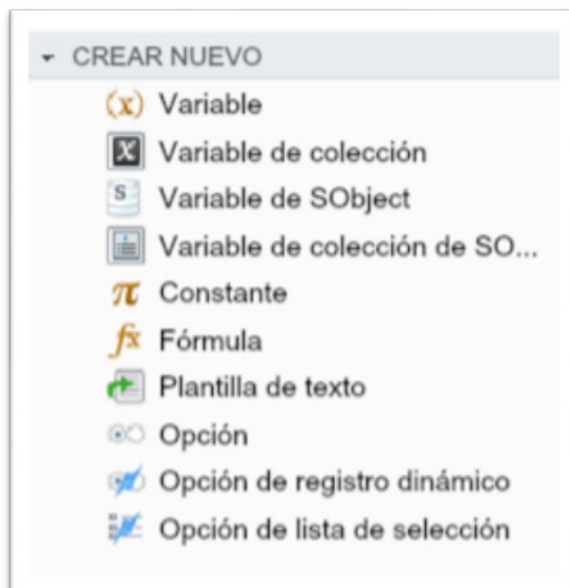 CREAR NUEVO
(x) Variable
x Variable de colección
S Variable de SObject
Variable de colección de SO...
π Constante
fx Fórmula
Plantilla de texto
Opción
Opción de registro dinámico
Opción de lista de selección